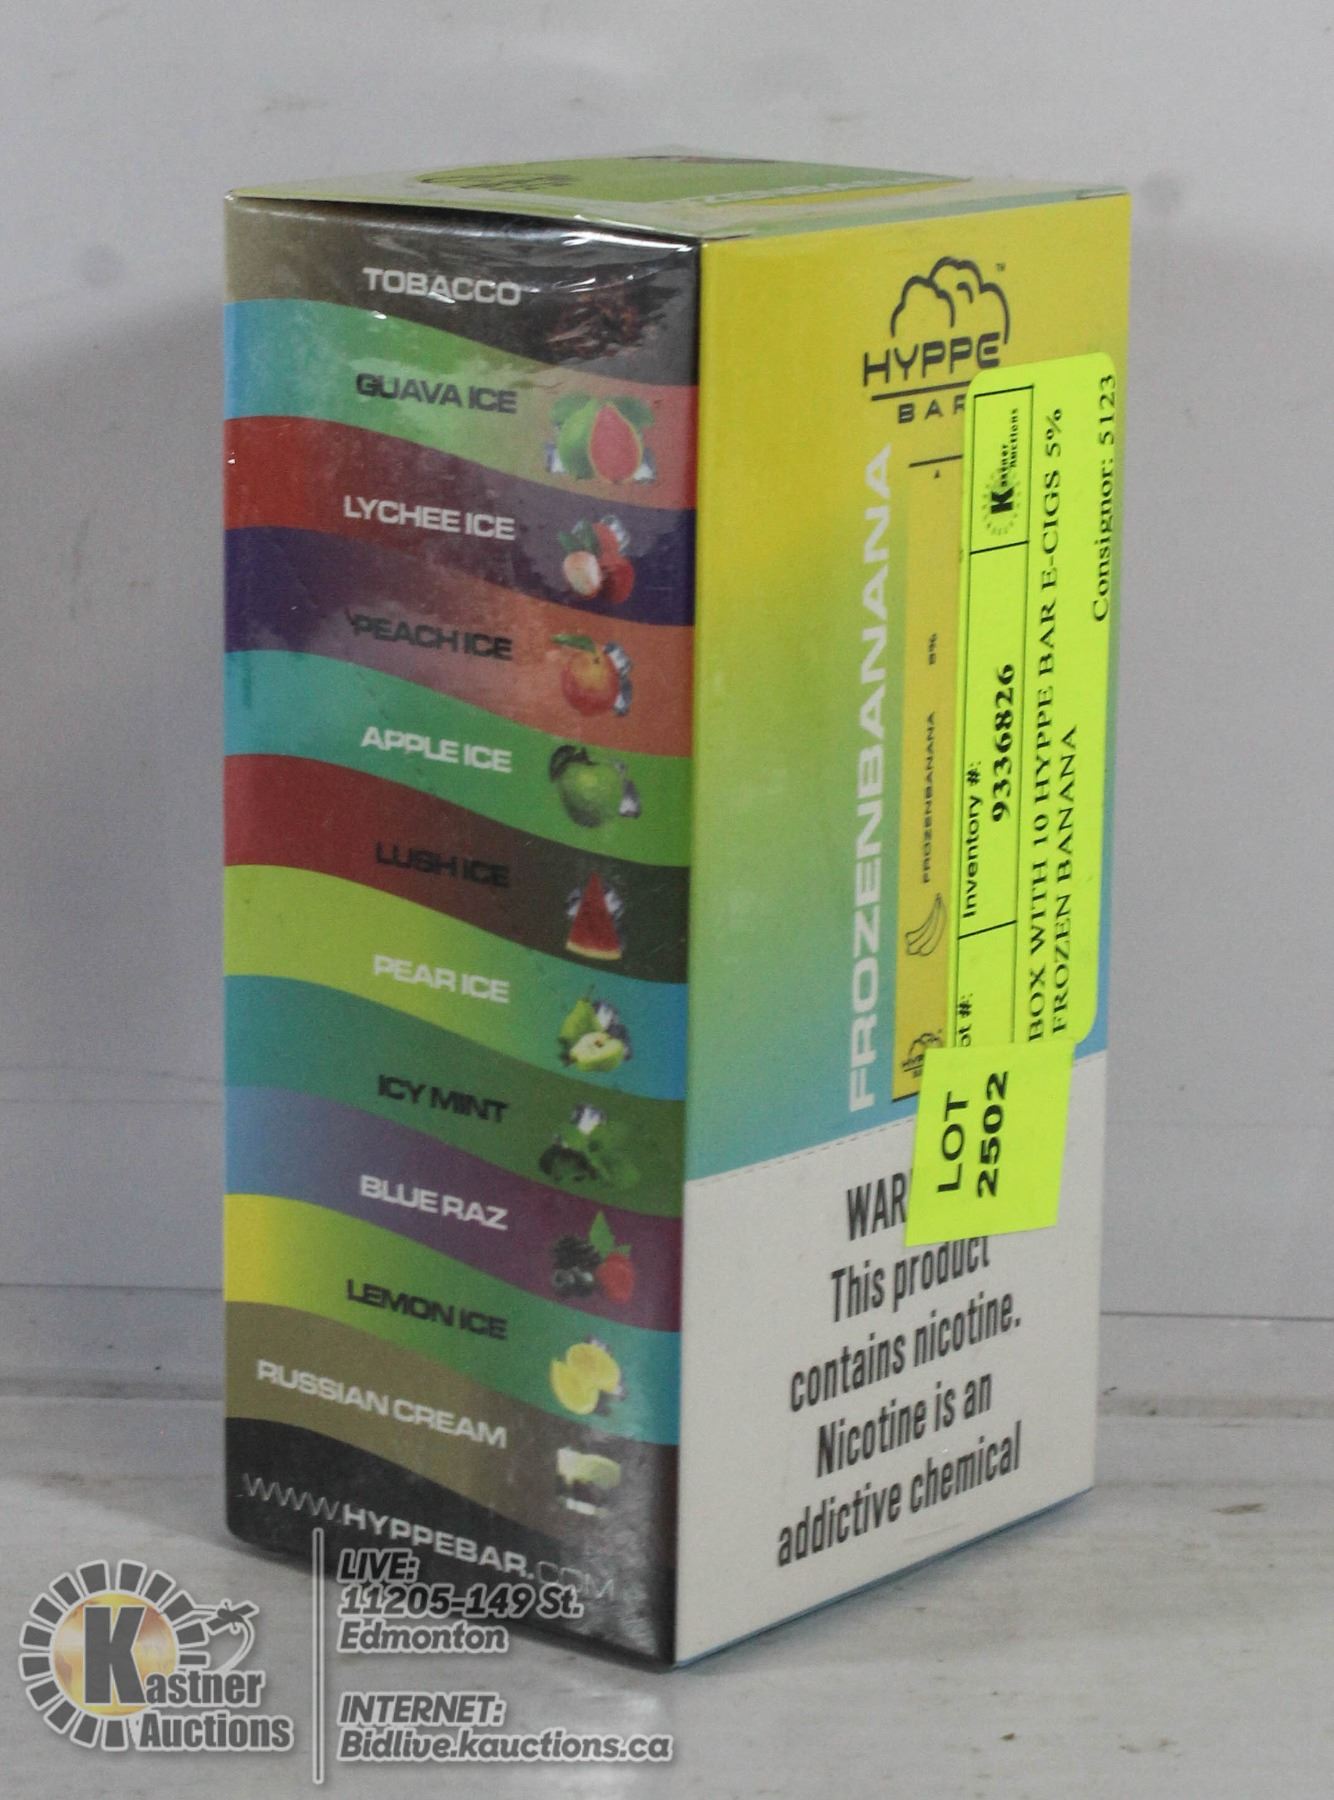 TOBACCO
GUAVA ICE
LYCHEE ICE
PEACH ICE
APPLE ICE
LUSH ICE
PEAR ICE
ICY MINT
BLUE RAZ
LEMON ICE
RUSSIAN CREAM
WWW.HYPPEBAR.COM
HYPPE
BAR
TM
FROZENBANANA
FROZENBANANA
Kastner
Auctions
Inventory #:
9336826
BOX WITH 10 HYPPE BAR E-CIGS 5%
FROZEN BANANA
Consignor: 5123
LOT
2502
This product
contains nicotine.
Nicotine is an
addictive chemical
Kastner
Auctions
LIVE:
11205-149 St.
Edmonton
INTERNET:
Bidlive.kauctions.ca